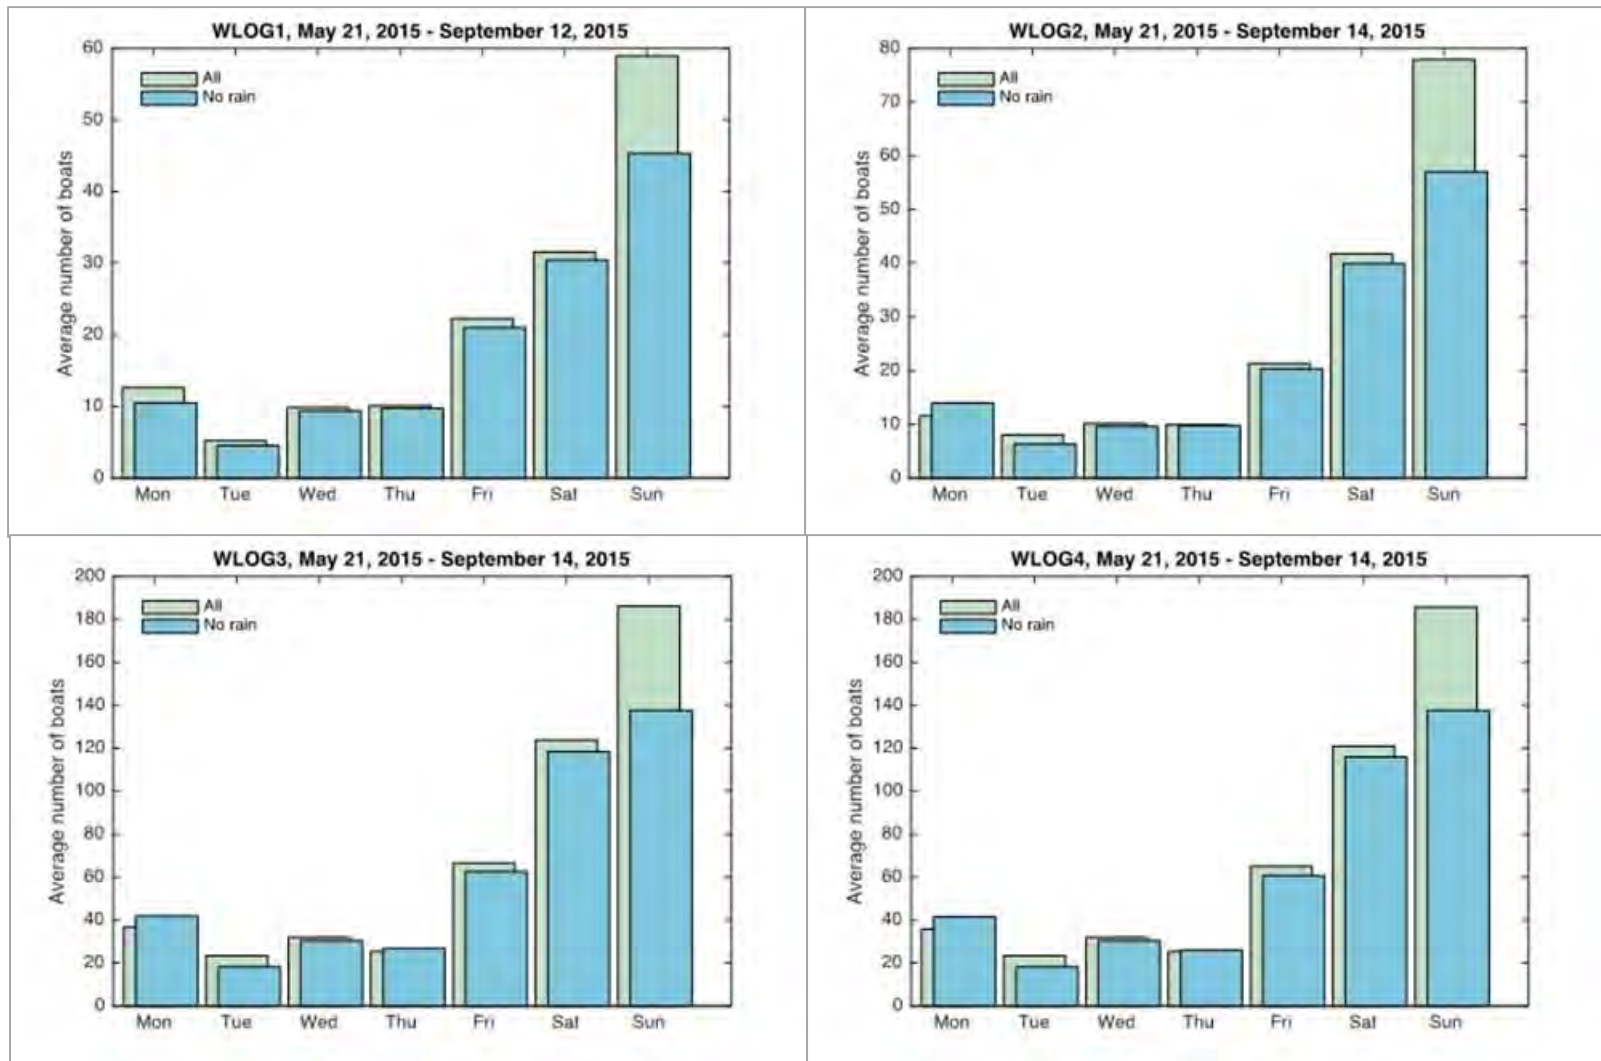 WLOG1, May 21, 2015 - September 12, 2015
60
50
40
30
20
10
0
Average number of boats
All
No rain
Mon Tue Wed Thu Fri Sat Sun
WLOG2, May 21, 2015 - September 14, 2015
80
70
60
50
40
30
20
10
0
Average number of boats
All
No rain
Mon Tue Wed Thu Fri Sat Sun
WLOG3, May 21, 2015 - September 14, 2015
200
180
160
140
120
100
80
60
40
20
0
Average number of boats
All
No rain
Mon Tue Wed Thu Fri Sat Sun
WLOG4, May 21, 2015 - September 14, 2015
200
180
160
140
120
100
80
60
40
20
0
Average number of boats
All
No rain
Mon Tue Wed Thu Fri Sat Sun